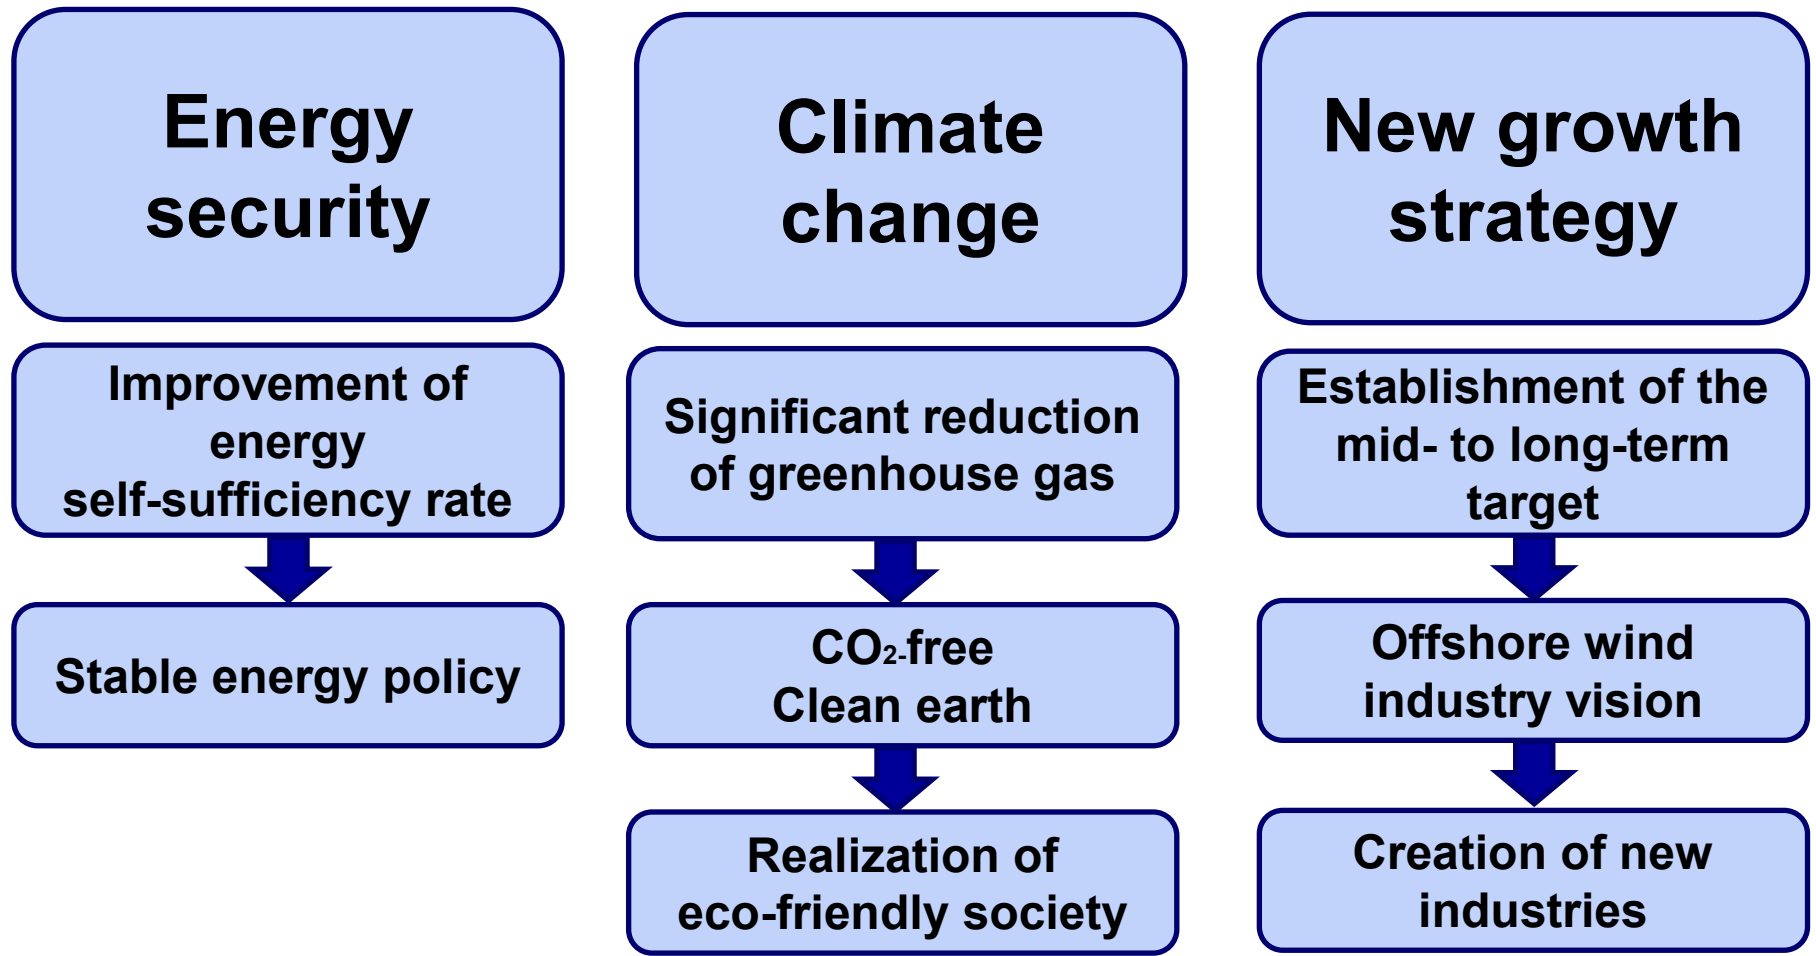 Energy
security
Improvement of
energy
self-sufficiency rate
Stable energy policy
Climate
change
Significant reduction
of greenhouse gas
CO₂-free
Clean earth
Realization of
eco-friendly society
New growth
strategy
Establishment of the
mid- to long-term
target
Offshore wind
industry vision
Creation of new
industries